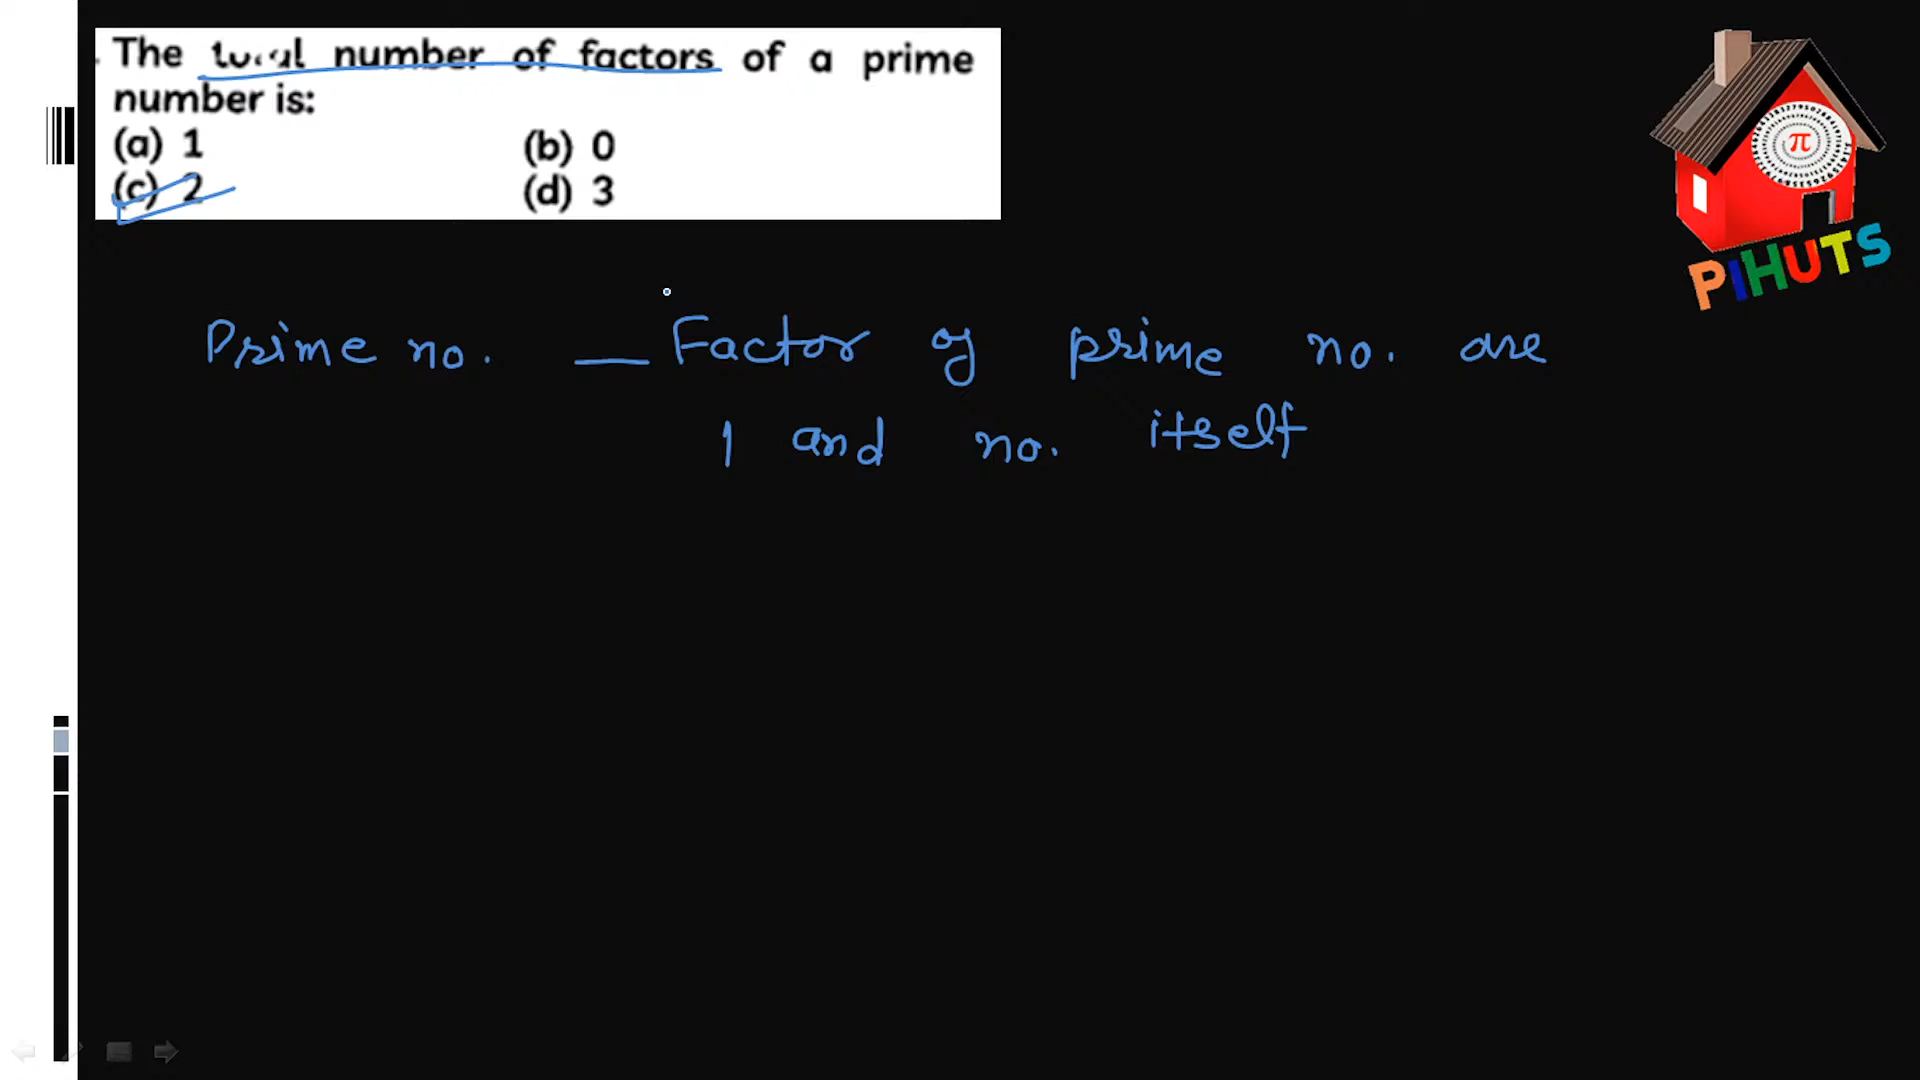 The total number of factors of a prime
number is:
(a) 1 (b) 0
(c) 2 (d) 3
π
PIHUTS
Prime no. — Factor of prime no. are
1 and no. itself